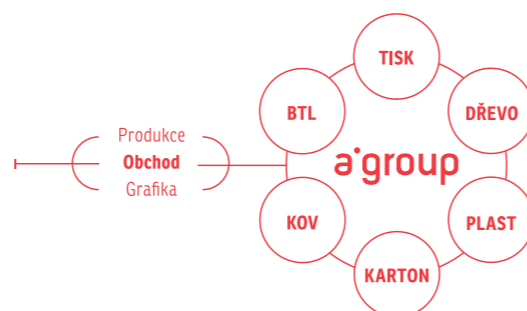 TISK
BTL
DŘEVO
Produkce
Obchod
Grafika
a·group
KOV
PLAST
KARTON